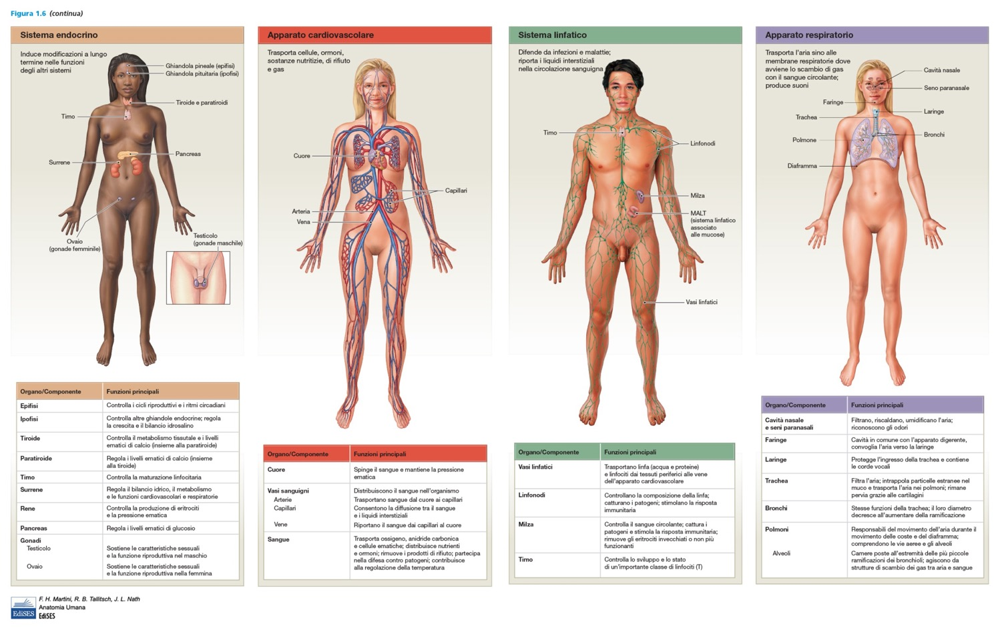 Figura 1.6 (continua)
Sistema endocrino
Induce modificazioni a lungo
termine nelle funzioni
degli altri sistemi
Ghiandola pineale (epifisi)
Ghiandola pituitaria (ipofisi)
Tiroide e paratiroidi
Timo
Pancreas
Surrene
Ovaio
(gonade femminile)
Testicolo
(gonade maschile)
Organo/Componente Funzioni principali
Epifisi Controlla i cicli riproduttivi e i ritmi circadiani
Ipofisi Controlla altre ghiandole endocrine; regola
la crescita e il bilancio idrosalino
Tiroide Controlla il metabolismo tissutale e i livelli
ematici di calcio (insieme alla paratiroide)
Paratiroide Regola i livelli ematici di calcio (insieme
alla tiroide)
Timo Controlla la maturazione linfocitaria
Surrene Regola il bilancio idrico, il metabolismo
e le funzioni cardiovascolari e respiratorie
Rene Controlla la produzione di eritrociti
e la pressione ematica
Pancreas Regola i livelli ematici di glucosio
Gonadi
Testicolo Sostiene le caratteristiche sessuali
e la funzione riproduttiva nel maschio
Ovaio Sostiene le caratteristiche sessuali
e la funzione riproduttiva nella femmina
Apparato cardiovascolare
Trasporta cellule, ormoni,
sostanze nutritizie, di rifiuto
e gas
Cuore
Capillari
Arteria
Vena
Organo/Componente Funzioni principali
Cuore Spinge il sangue e mantiene la pressione
ematica
Vasi sanguigni Distribuiscono il sangue nell'organismo
Arterie Trasportano sangue dal cuore ai capillari
Capillari Consentono la diffusione tra il sangue
e i liquidi interstiziali
Vene Riportano il sangue dai capillari al cuore
Sangue Trasporta ossigeno, anidride carbonica
e cellule ematiche; distribuisce nutrienti
e ormoni; rimuove i prodotti di rifiuto; partecipa
nella difesa contro patogeni; contribuisce
alla regolazione della temperatura
Sistema linfatico
Difende da infezioni e malattie;
riporta i liquidi interstiziali
nella circolazione sanguigna
Timo
Linfonodi
Milza
MALT
(sistema linfatico
associato
alle mucose)
Vasi linfatici
Organo/Componente Funzioni principali
Vasi linfatici Trasportano linfa (acqua e proteine)
e linfociti dai tessuti periferici alle vene
dell'apparato cardiovascolare
Linfonodi Controllano la composizione della linfa;
catturano i patogeni; stimolano la risposta
immunitaria
Milza Controlla il sangue circolante; cattura i
patogeni e stimola la risposta immunitaria;
rimuove gli eritrociti invecchiati o non più
funzionanti
Timo Controlla lo sviluppo e lo stato
di un'importante classe di linfociti (T)
Apparato respiratorio
Trasporta l'aria sino alle
membrane respiratorie dove
avviene lo scambio di gas
con il sangue circolante;
produce suoni
Cavità nasale
Seno paranasale
Faringe
Laringe
Trachea
Bronchi
Polmone
Diaframma
Organo/Componente Funzioni principali
Cavità nasale Filtrano, riscaldano, umidificano l'aria;
e seni paranasali riconoscono gli odori
Faringe Cavità in comune con l'apparato digerente,
convoglia l'aria verso la laringe
Laringe Protegge l'ingresso della trachea e contiene
le corde vocali
Trachea Filtra l'aria; intrappola particelle estranee nel
muco e trasporta l'aria nei polmoni; rimane
pervia grazie alle cartilagini
Bronchi Stesse funzioni della trachea; il loro diametro
decresce all'aumentare della ramificazione
Polmoni Responsabili del movimento dell'aria durante il
movimento delle coste e del diaframma;
comprendono le vie aeree e gli alveoli
Alveoli Camere poste all'estremità delle più piccole
ramificazioni dei bronchioli; agiscono da
strutture di scambio dei gas tra aria e sangue
F. H. Martini, R. B. Tallitsch, J. L. Nath
Anatomia Umana
EdiSES
EdiSES